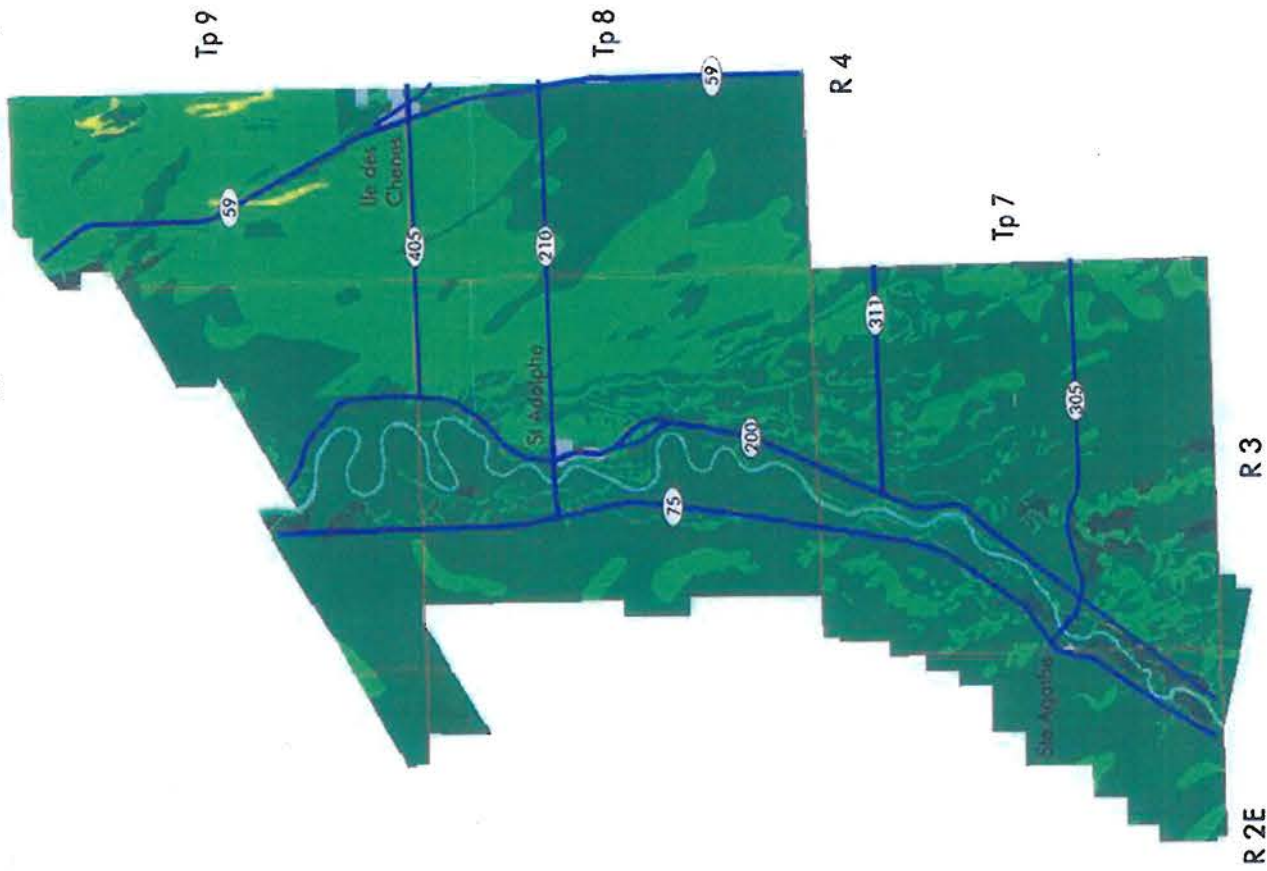 Tp 9
59
Ile des
Chenes
405
Tp 8
210
59
R 4
St Adolphe
200
75
Tp 7
311
305
R 3
Ste Agathe
R 2E